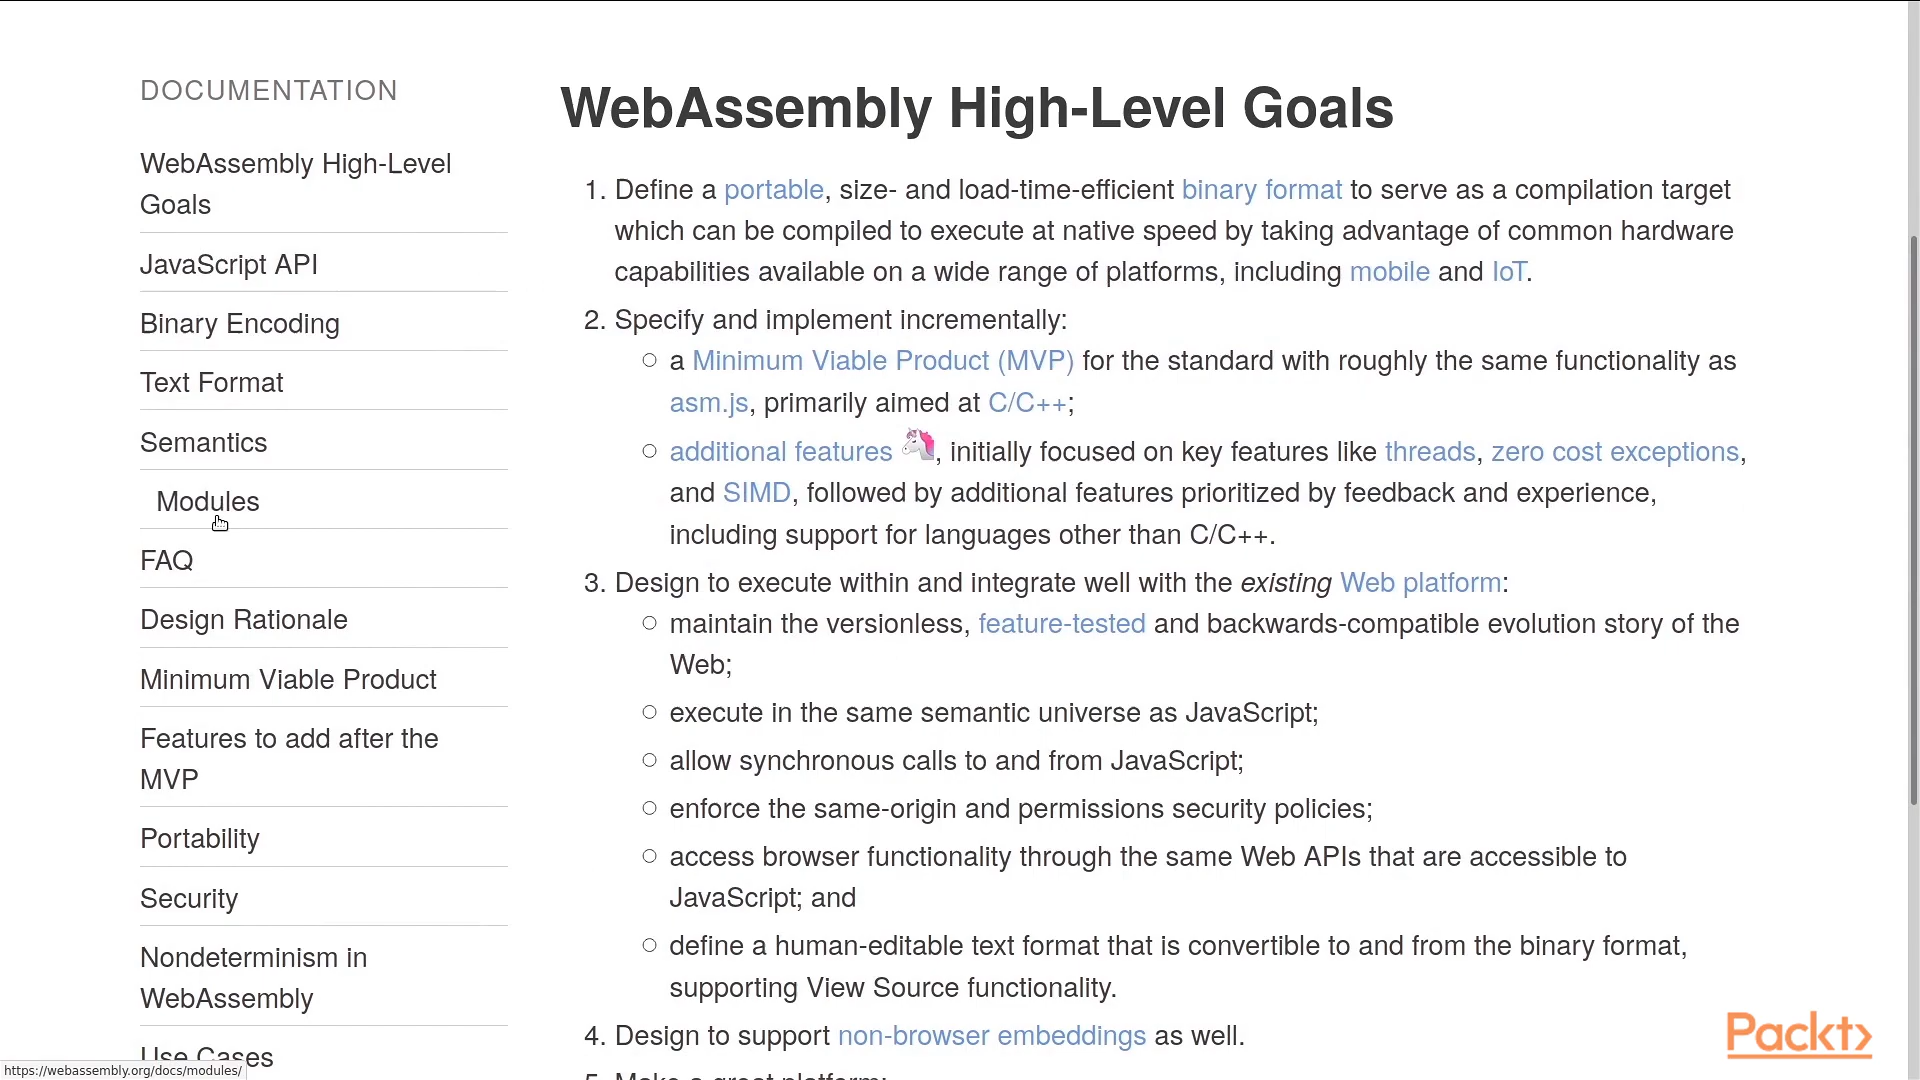 DOCUMENTATION
WebAssembly High-Level
Goals
JavaScript API
Binary Encoding
Text Format
Semantics
Modules
FAQ
Design Rationale
Minimum Viable Product
Features to add after the
MVP
Portability
Security
Nondeterminism in
WebAssembly
Use Cases
https://webassembly.org/docs/modules/
WebAssembly High-Level Goals
1. Define a portable, size- and load-time-efficient binary format to serve as a compilation target
which can be compiled to execute at native speed by taking advantage of common hardware
capabilities available on a wide range of platforms, including mobile and IoT.
2. Specify and implement incrementally:
a Minimum Viable Product (MVP) for the standard with roughly the same functionality as
asm.js, primarily aimed at C/C++;
additional features 🦄, initially focused on key features like threads, zero cost exceptions,
and SIMD, followed by additional features prioritized by feedback and experience,
including support for languages other than C/C++.
3. Design to execute within and integrate well with the existing Web platform:
maintain the versionless, feature-tested and backwards-compatible evolution story of the
Web;
execute in the same semantic universe as JavaScript;
allow synchronous calls to and from JavaScript;
enforce the same-origin and permissions security policies;
access browser functionality through the same Web APIs that are accessible to
JavaScript; and
define a human-editable text format that is convertible to and from the binary format,
supporting View Source functionality.
4. Design to support non-browser embeddings as well.
5. Make a great platform:
Packt>